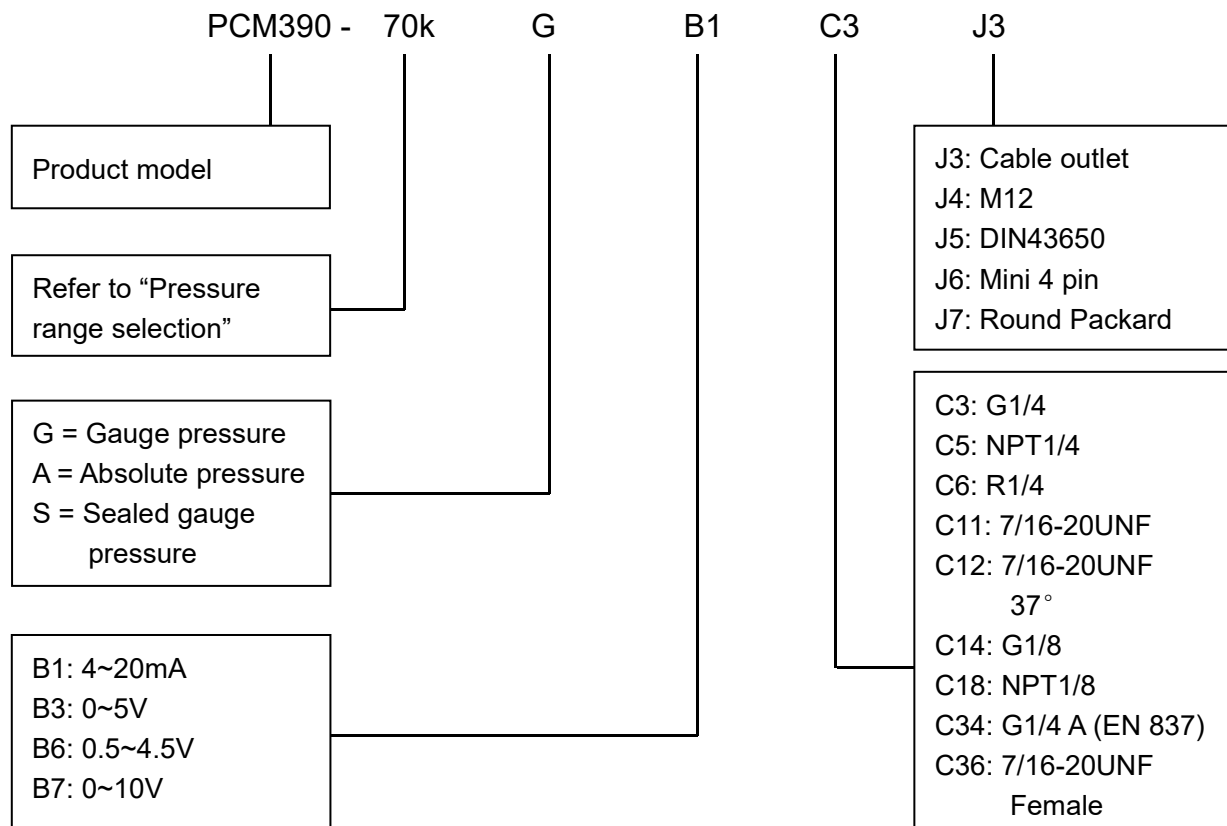 PCM390 - 70k G B1 C3 J3
Product model
Refer to “Pressure
range selection”
G = Gauge pressure
A = Absolute pressure
S = Sealed gauge
pressure
B1: 4~20mA
B3: 0~5V
B6: 0.5~4.5V
B7: 0~10V
J3: Cable outlet
J4: M12
J5: DIN43650
J6: Mini 4 pin
J7: Round Packard
C3: G1/4
C5: NPT1/4
C6: R1/4
C11: 7/16-20UNF
C12: 7/16-20UNF
37°
C14: G1/8
C18: NPT1/8
C34: G1/4 A (EN 837)
C36: 7/16-20UNF
Female